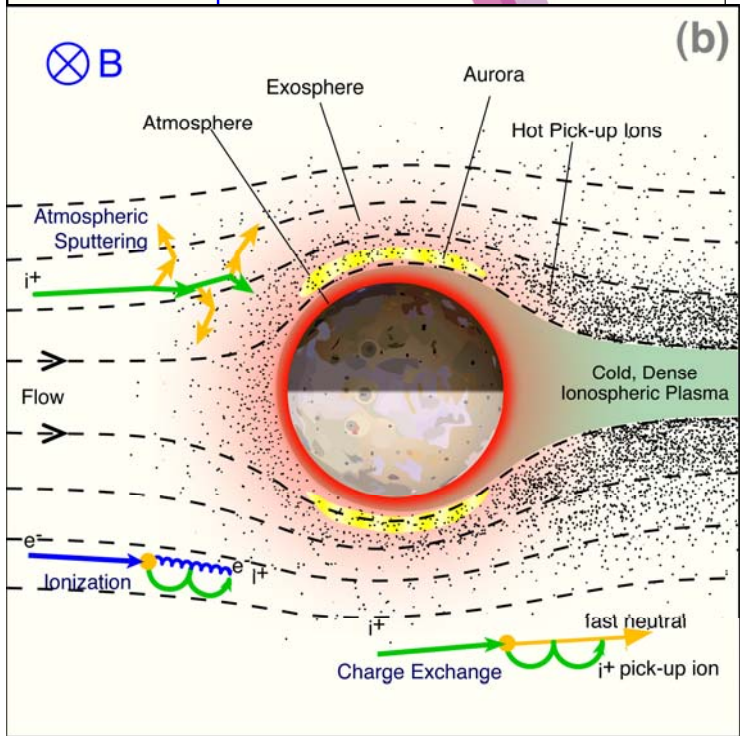 (b)
B
Aurora
Exosphere
Atmosphere
Hot Pick-up Ions
Atmospheric
Sputtering
i+
Flow
Cold, Dense
Ionospheric Plasma
e-
e-
i+
Ionization
i+
fast neutral
Charge Exchange
i+ pick-up ion